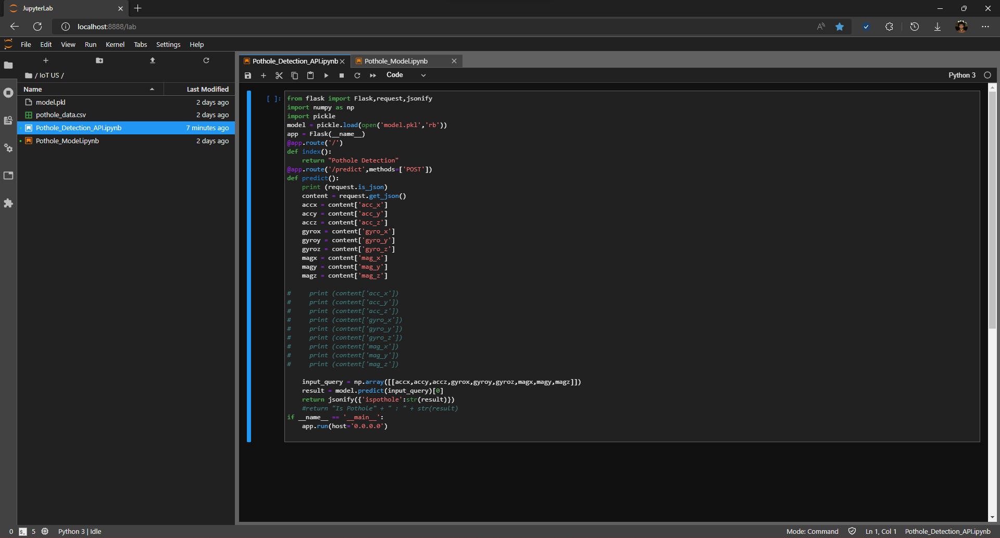 JupyterLab
localhost:8888/lab
File Edit View Run Kernel Tabs Settings Help
/ IoT US /
Name Last Modified
model.pkl 2 days ago
pothole_data.csv 2 days ago
Pothole_Detection_API.ipynb 7 minutes ago
Pothole_Model.ipynb 2 days ago
Pothole_Detection_API.ipynb Pothole_Model.ipynb
Code Python 3
[ ]: from flask import Flask,request,jsonify
import numpy as np
import pickle
model = pickle.load(open('model.pkl','rb'))
app = Flask(__name__)
@app.route('/')
def index():
    return "Pothole Detection"
@app.route('/predict',methods=['POST'])
def predict():
    print (request.is_json)
    content = request.get_json()
    accx = content['acc_x']
    accy = content['acc_y']
    accz = content['acc_z']
    gyrox = content['gyro_x']
    gyroy = content['gyro_y']
    gyroz = content['gyro_z']
    magx = content['mag_x']
    magy = content['mag_y']
    magz = content['mag_z']
#     print (content['acc_x'])
#     print (content['acc_y'])
#     print (content['acc_z'])
#     print (content['gyro_x'])
#     print (content['gyro_y'])
#     print (content['gyro_z'])
#     print (content['mag_x'])
#     print (content['mag_y'])
#     print (content['mag_z'])
    input_query = np.array([[accx,accy,accz,gyrox,gyroy,gyroz,magx,magy,magz]])
    result = model.predict(input_query)[0]
    return jsonify({'ispothole':str(result)})
    #return "Is Pothole" + " : " + str(result)
if __name__ == '__main__':
    app.run(host='0.0.0.0')
0 $_ 5 Python 3 | Idle Mode: Command Ln 1, Col 1 Pothole_Detection_API.ipynb